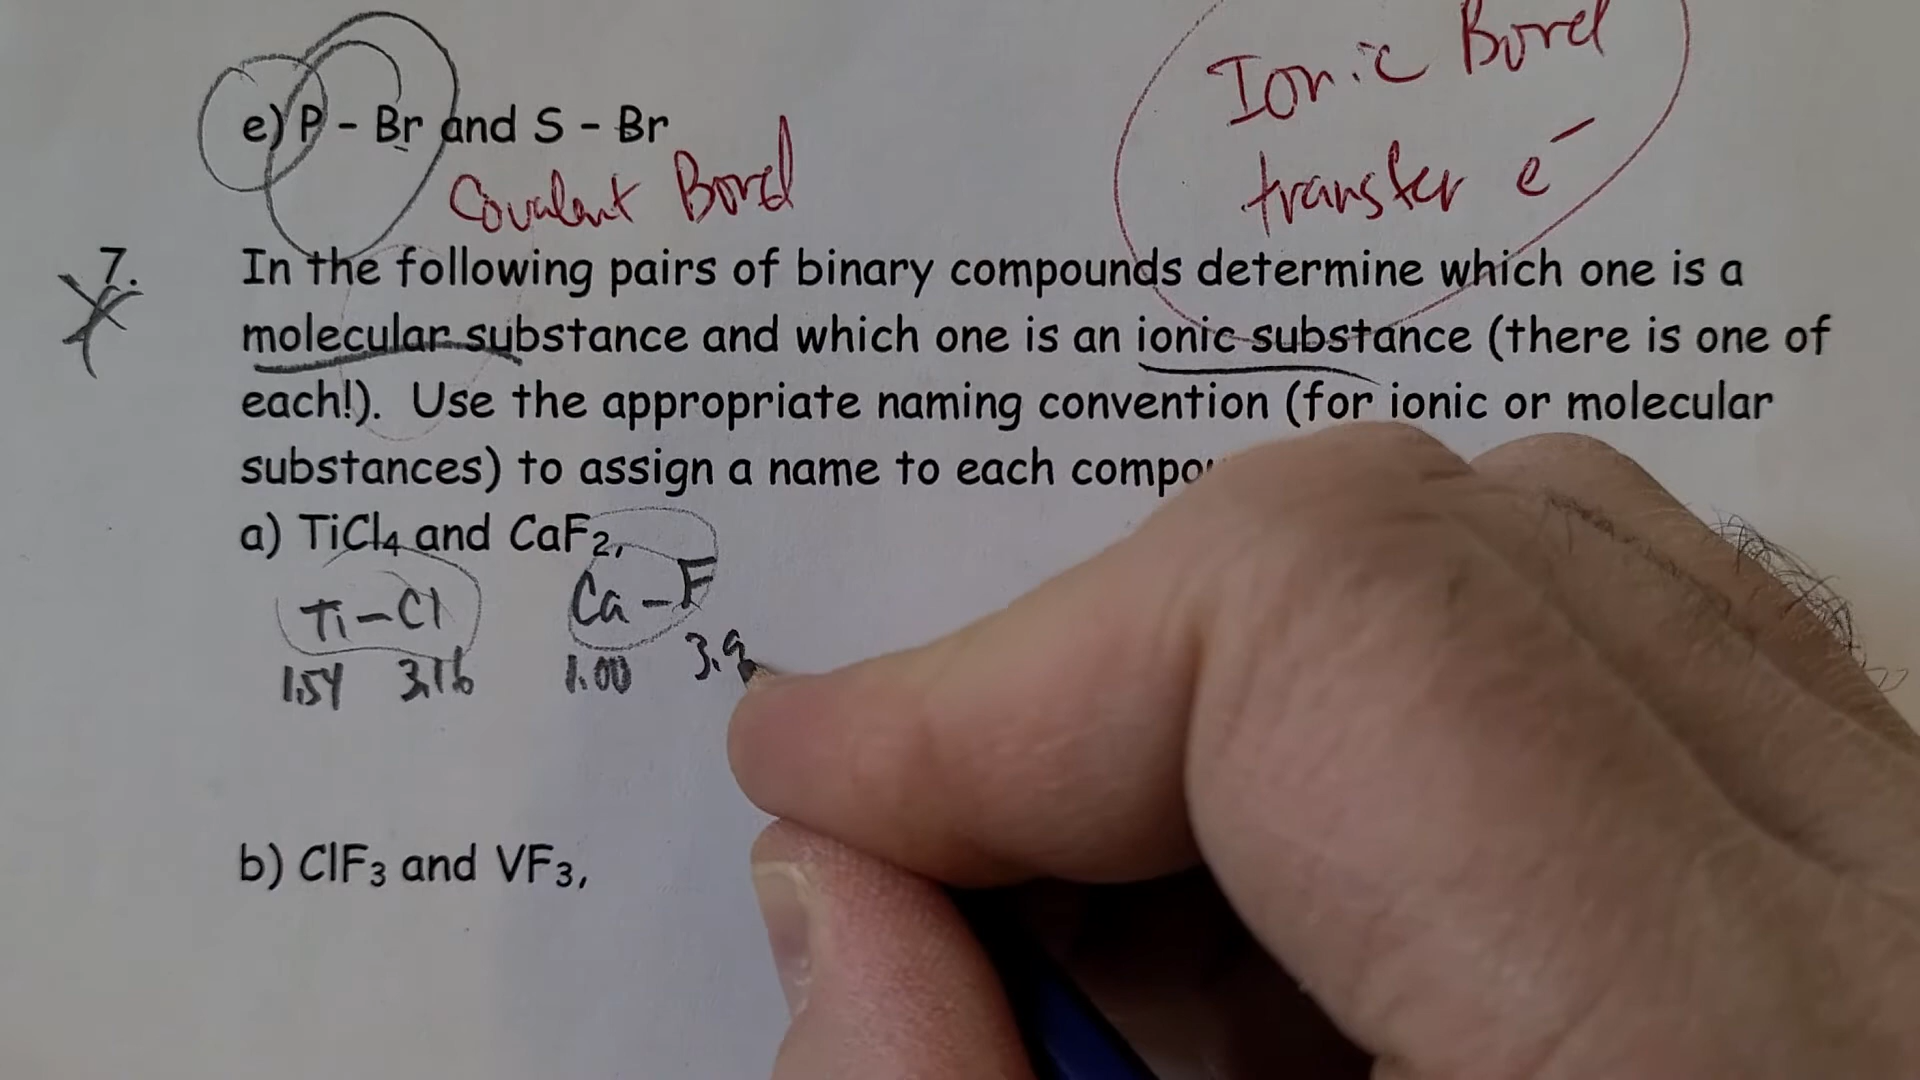 Ionic Bond
e) P - Br and S - Br
transfer e⁻
Covalent Bond
7. In the following pairs of binary compounds determine which one is a
molecular substance and which one is an ionic substance (there is one of
each!). Use the appropriate naming convention (for ionic or molecular
substances) to assign a name to each compou
a) TiCl₄ and CaF₂,
Ti-Cl Ca-F
1.54 3.16 1.00 3.9
b) ClF₃ and VF₃,